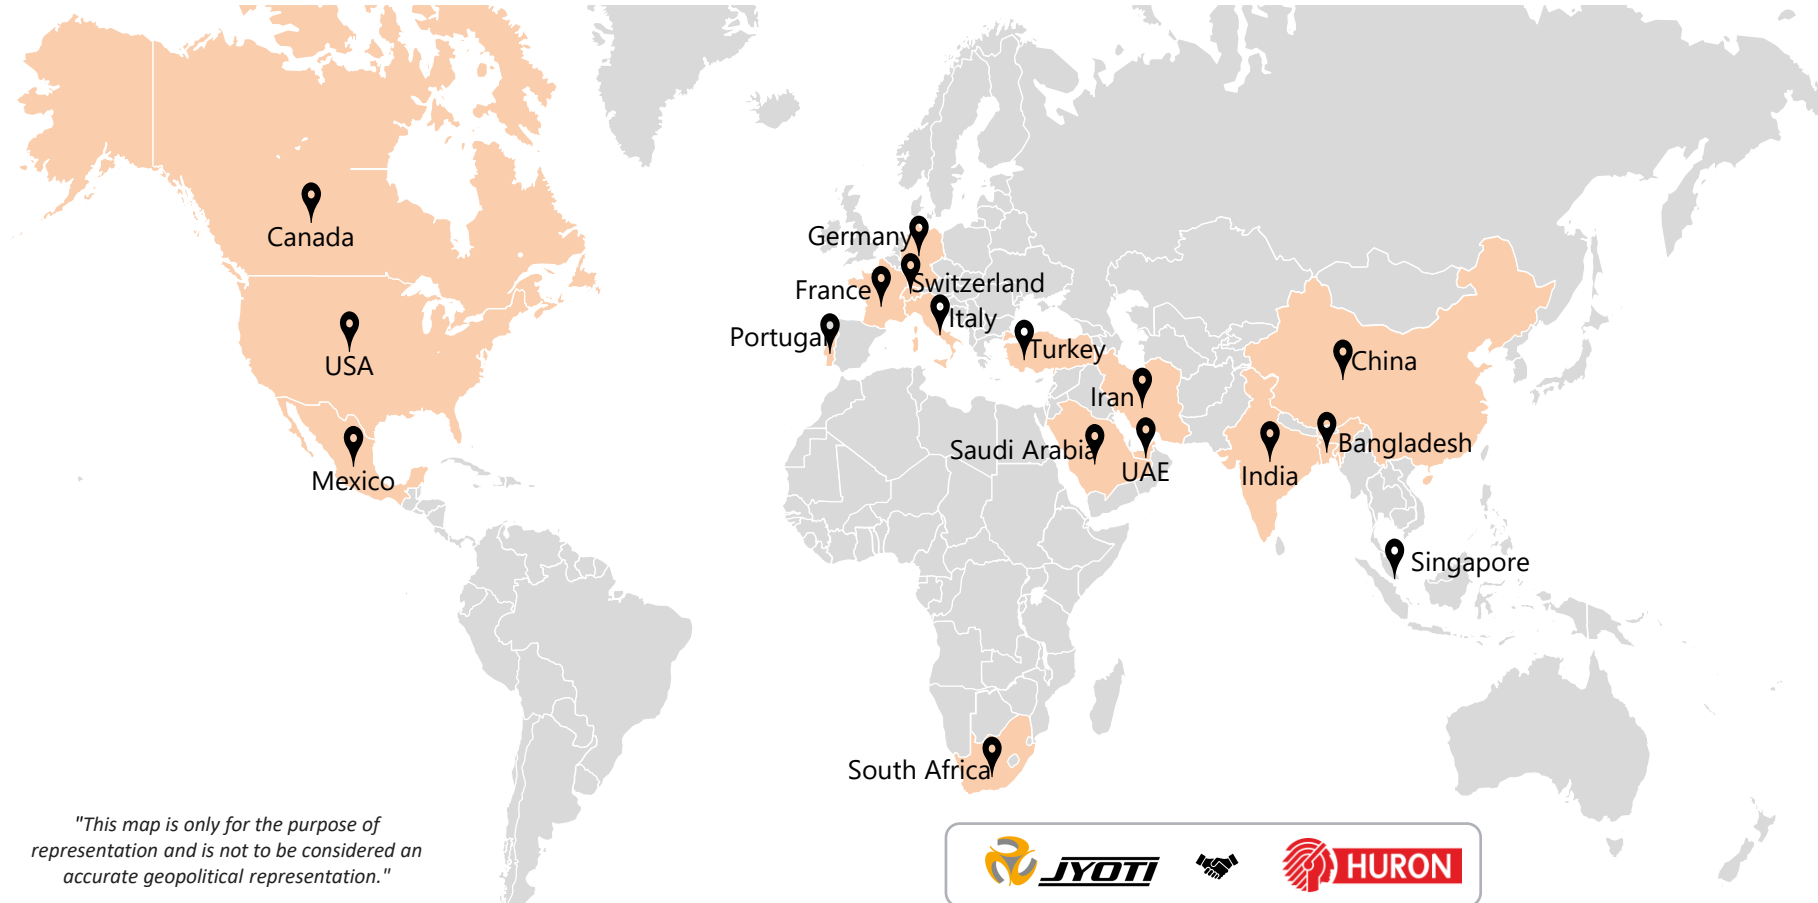 Canada
USA
Mexico
Germany
Switzerland
France
Italy
Portugal
Turkey
China
Iran
Saudi Arabia
UAE
India
Bangladesh
Singapore
South Africa
"This map is only for the purpose of
representation and is not to be considered an
accurate geopolitical representation."
JYOTI
HURON